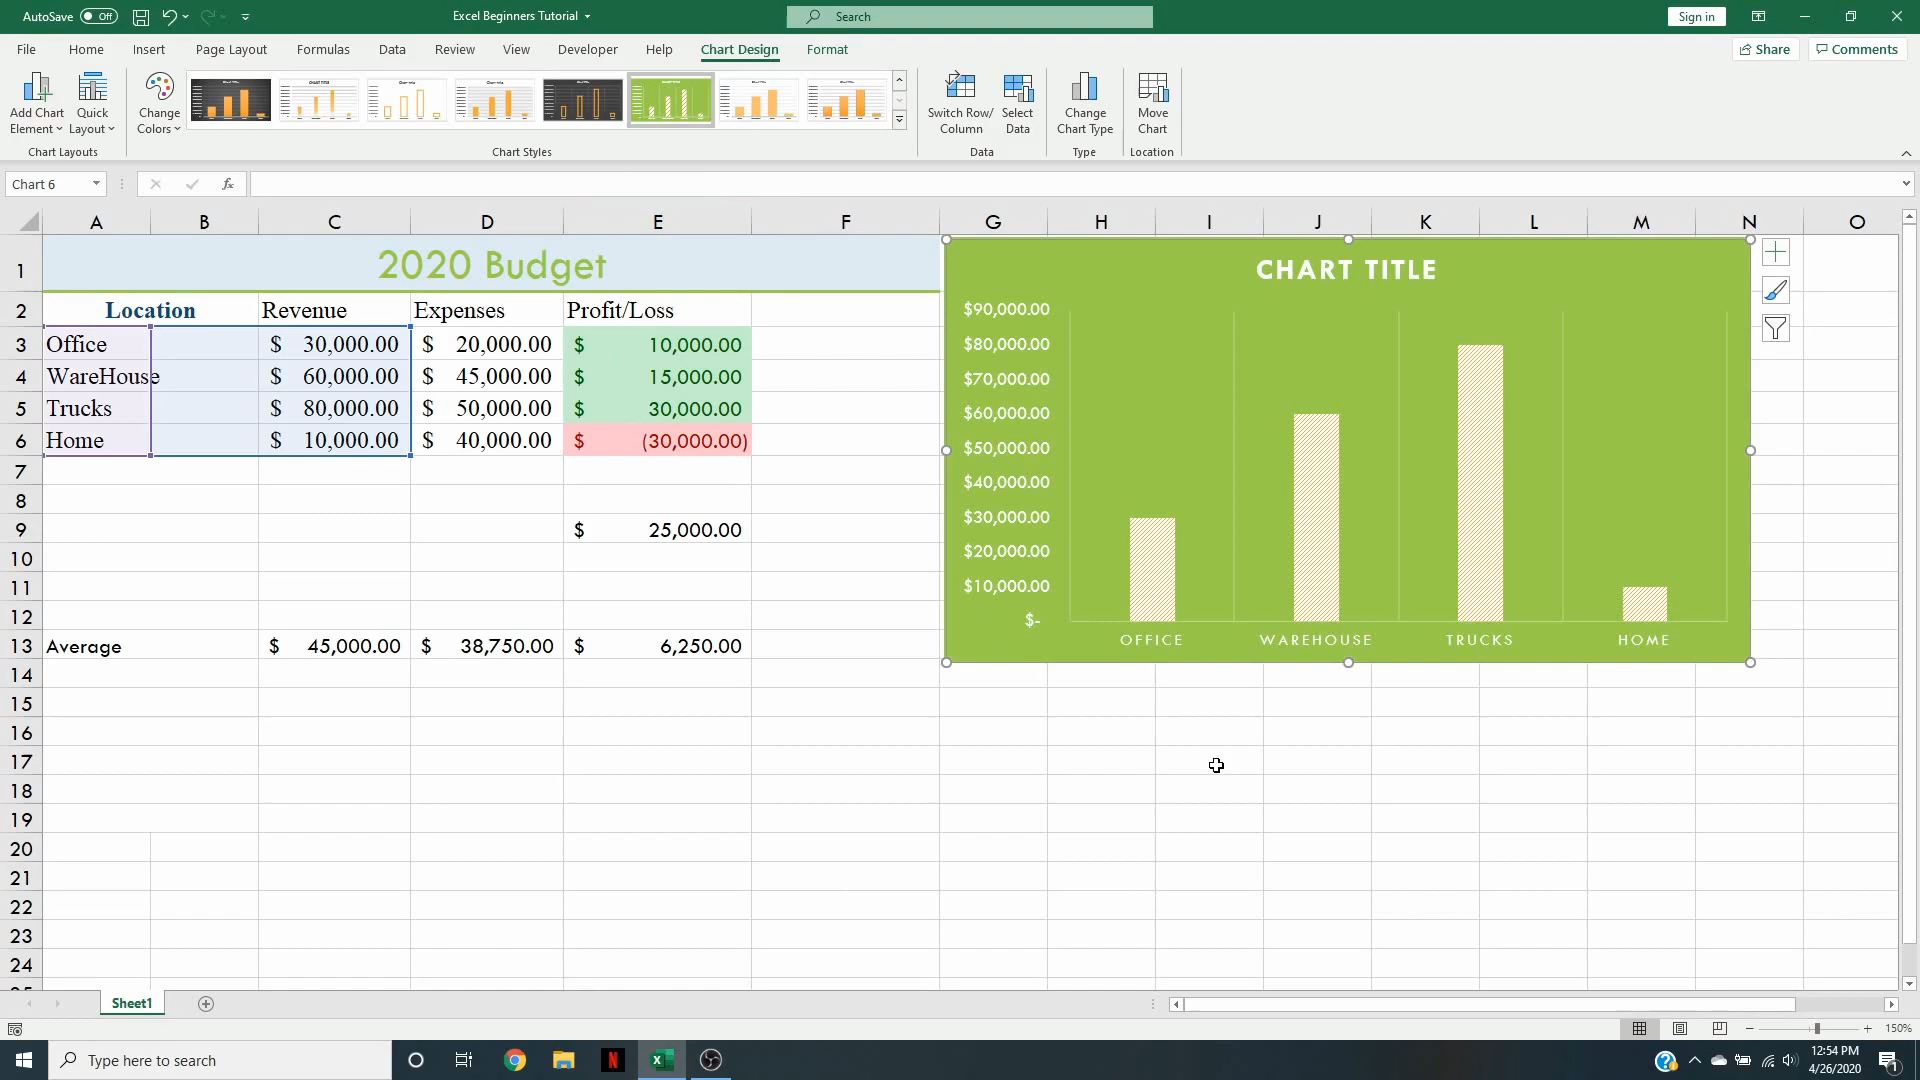 AutoSave Off Excel Beginners Tutorial Search Sign in
File Home Insert Page Layout Formulas Data Review View Developer Help Chart Design Format Share Comments
Add Chart Element Quick Layout Change Colors Switch Row/ Column Select Data Change Chart Type Move Chart
Chart Layouts Chart Styles Data Type Location
Chart 6 fx
A B C D E F G H I J K L M N O
1 2020 Budget
2 Location Revenue Expenses Profit/Loss
3 Office $ 30,000.00 $ 20,000.00 $ 10,000.00
4 WareHouse $ 60,000.00 $ 45,000.00 $ 15,000.00
5 Trucks $ 80,000.00 $ 50,000.00 $ 30,000.00
6 Home $ 10,000.00 $ 40,000.00 $ (30,000.00)
7
8
9 $ 25,000.00
10
11
12
13 Average $ 45,000.00 $ 38,750.00 $ 6,250.00
14
15
16
17
18
19
20
21
22
23
24
CHART TITLE
$90,000.00
$80,000.00
$70,000.00
$60,000.00
$50,000.00
$40,000.00
$30,000.00
$20,000.00
$10,000.00
$-
OFFICE WAREHOUSE TRUCKS HOME
Sheet1
150%
Type here to search
12:54 PM
4/26/2020